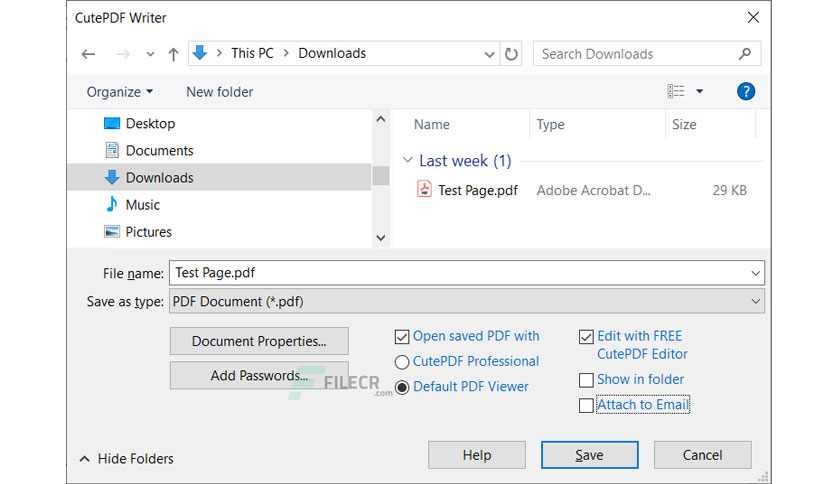 CutePDF Writer
This PC > Downloads
Search Downloads
Organize
New folder
?
Desktop
Documents
Downloads
Music
Pictures
Name Type Size
Last week (1)
Test Page.pdf Adobe Acrobat D... 29 KB
File name: Test Page.pdf
Save as type: PDF Document (*.pdf)
Document Properties...
Add Passwords...
Open saved PDF with
CutePDF Professional
Default PDF Viewer
Edit with FREE
CutePDF Editor
Show in folder
Attach to Email
FILECR
.com
Hide Folders
Help
Save
Cancel